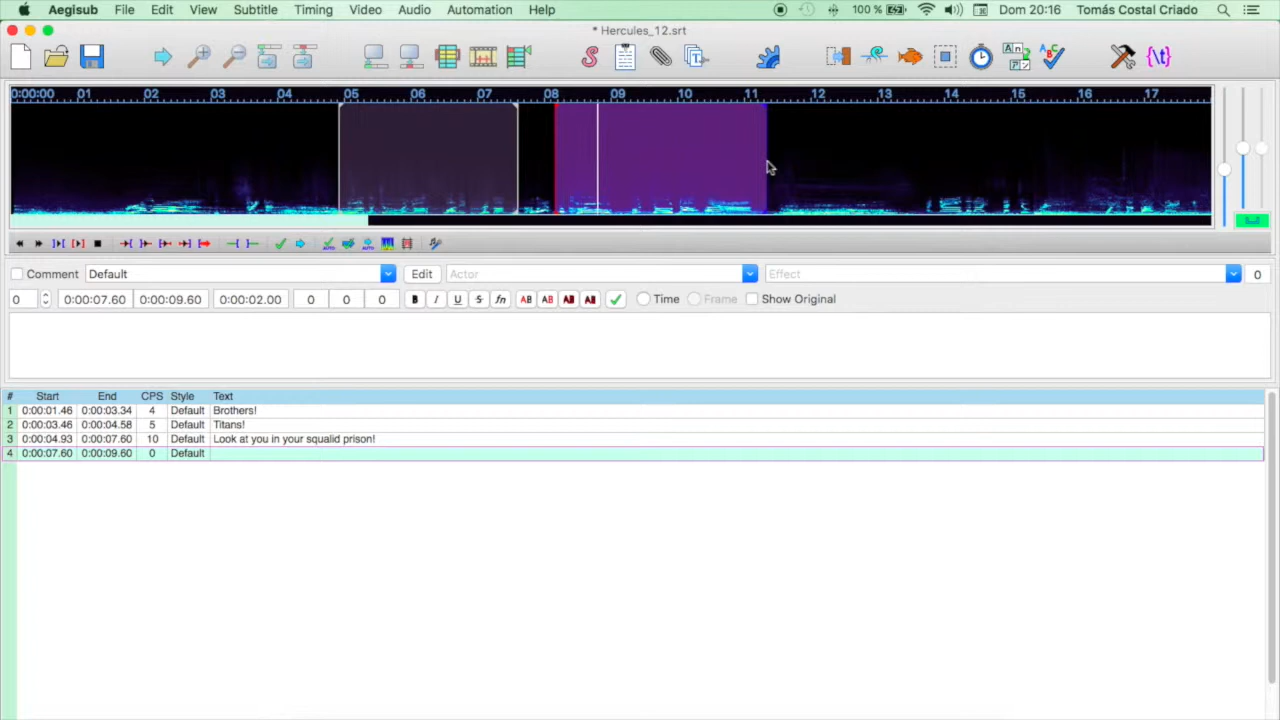 Aegisub File Edit View Subtitle Timing Video Audio Automation Help 100 % Dom 20:16 Tomás Costal Criado
* Hercules_12.srt
0:00:00 01 02 03 04 05 06 07 08 09 10 11 12 13 14 15 16 17
Comment Default Edit Actor Effect 0
0 0:00:07.60 0:00:09.60 0:00:02.00 0 0 0 B I U S fn AB AB AB AB Time Frame Show Original
# Start End CPS Style Text
1 0:00:01.46 0:00:03.34 4 Default Brothers!
2 0:00:03.46 0:00:04.58 5 Default Titans!
3 0:00:04.93 0:00:07.60 10 Default Look at you in your squalid prison!
4 0:00:07.60 0:00:09.60 0 Default